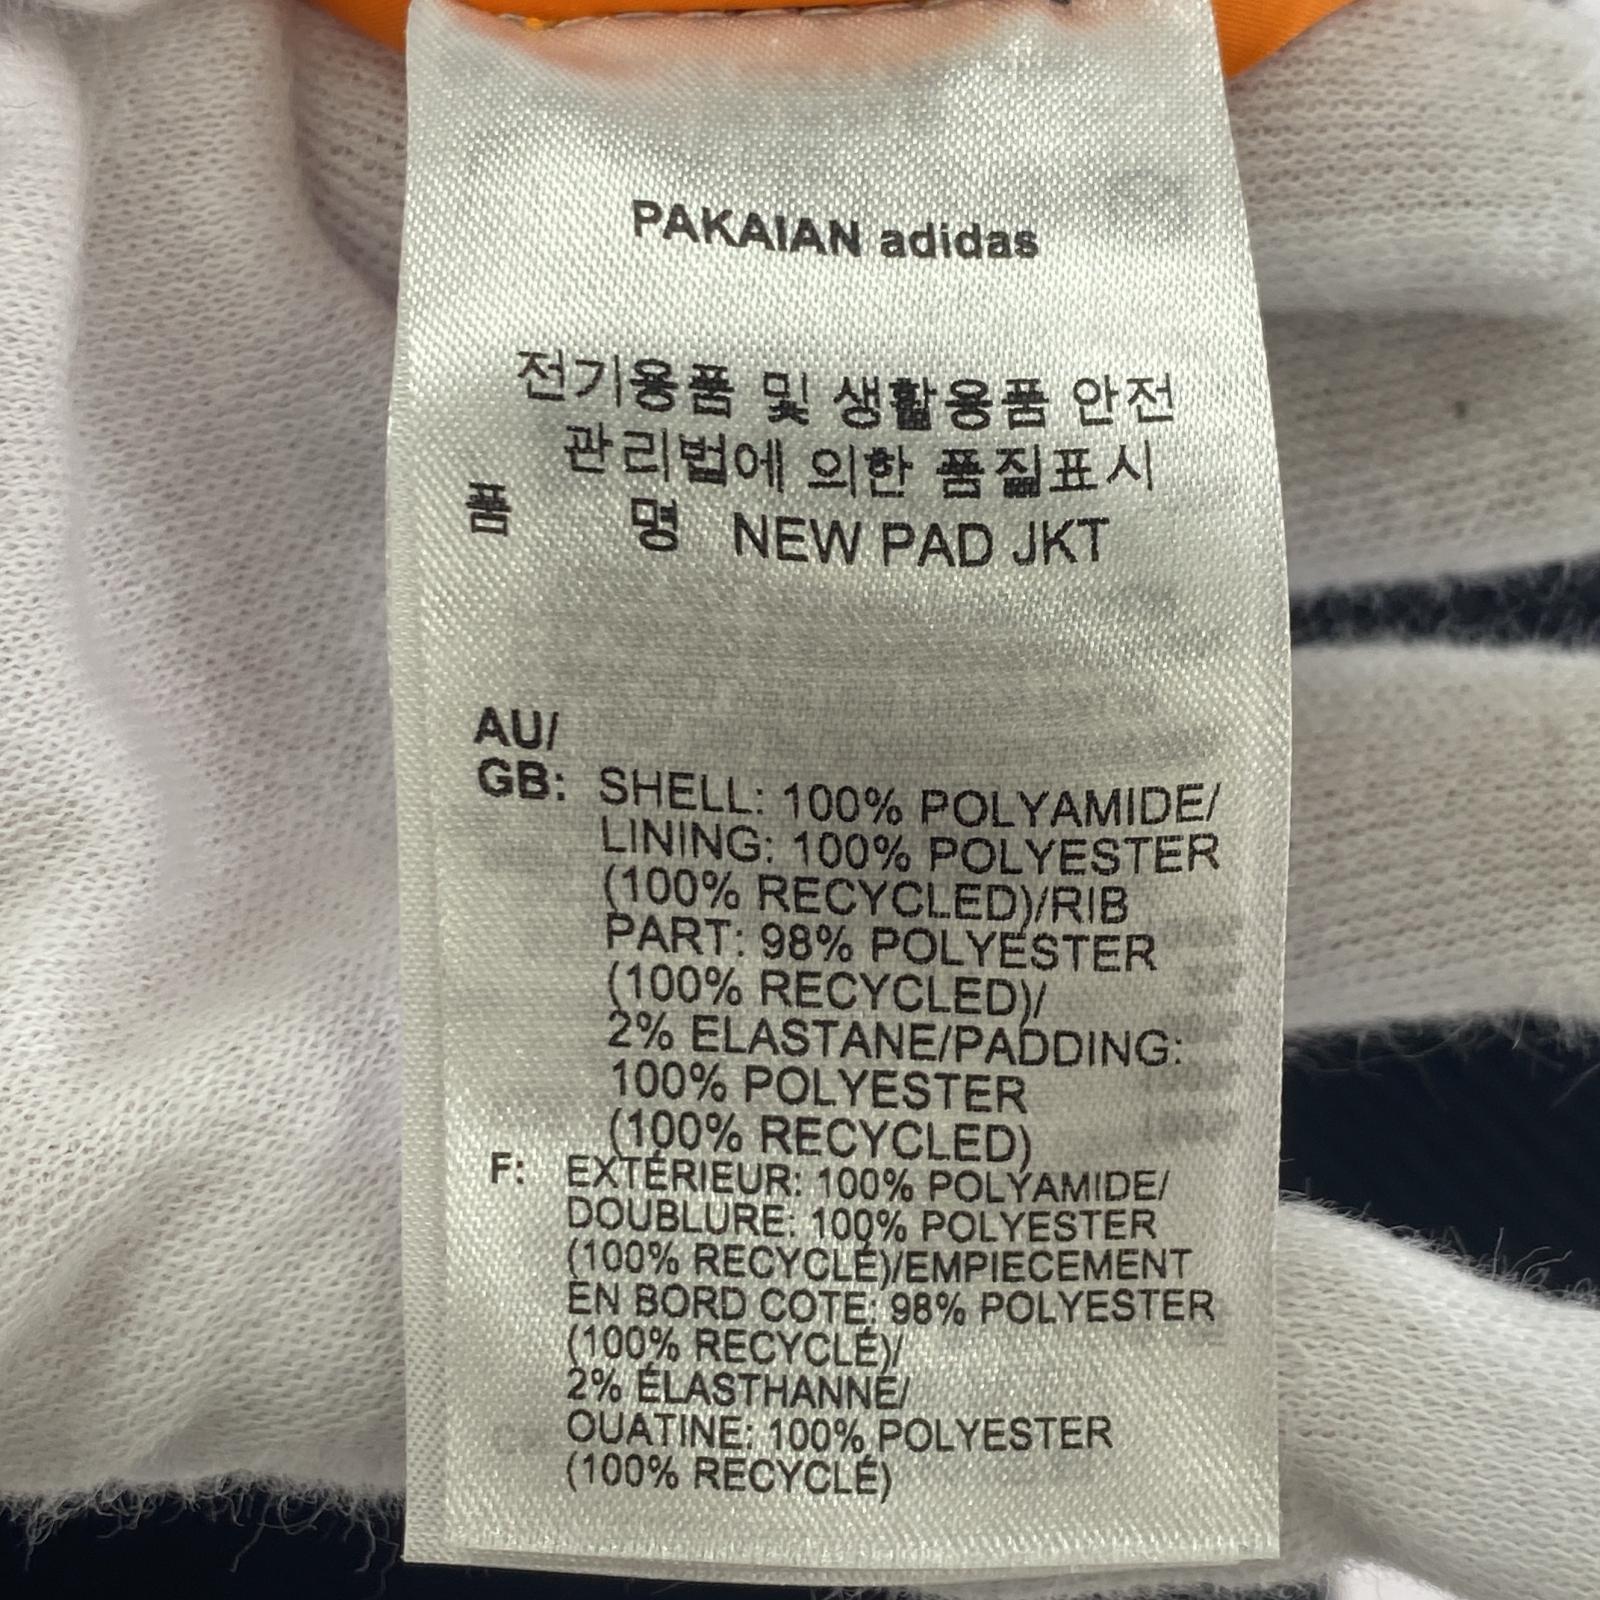 PAKAIAN adidas
전기용품 및 생활용품 안전
관리법에 의한 품질표시
품 명 NEW PAD JKT
AU/
GB: SHELL: 100% POLYAMIDE/
LINING: 100% POLYESTER
(100% RECYCLED)/RIB
PART: 98% POLYESTER
(100% RECYCLED)/
2% ELASTANE/PADDING:
100% POLYESTER
(100% RECYCLED)
F: EXTÉRIEUR: 100% POLYAMIDE/
DOUBLURE: 100% POLYESTER
(100% RECYCLÉ)/EMPIECEMENT
EN BORD COTE: 98% POLYESTER
(100% RECYCLÉ)/
2% ÉLASTHANNE/
OUATINE: 100% POLYESTER
(100% RECYCLÉ)